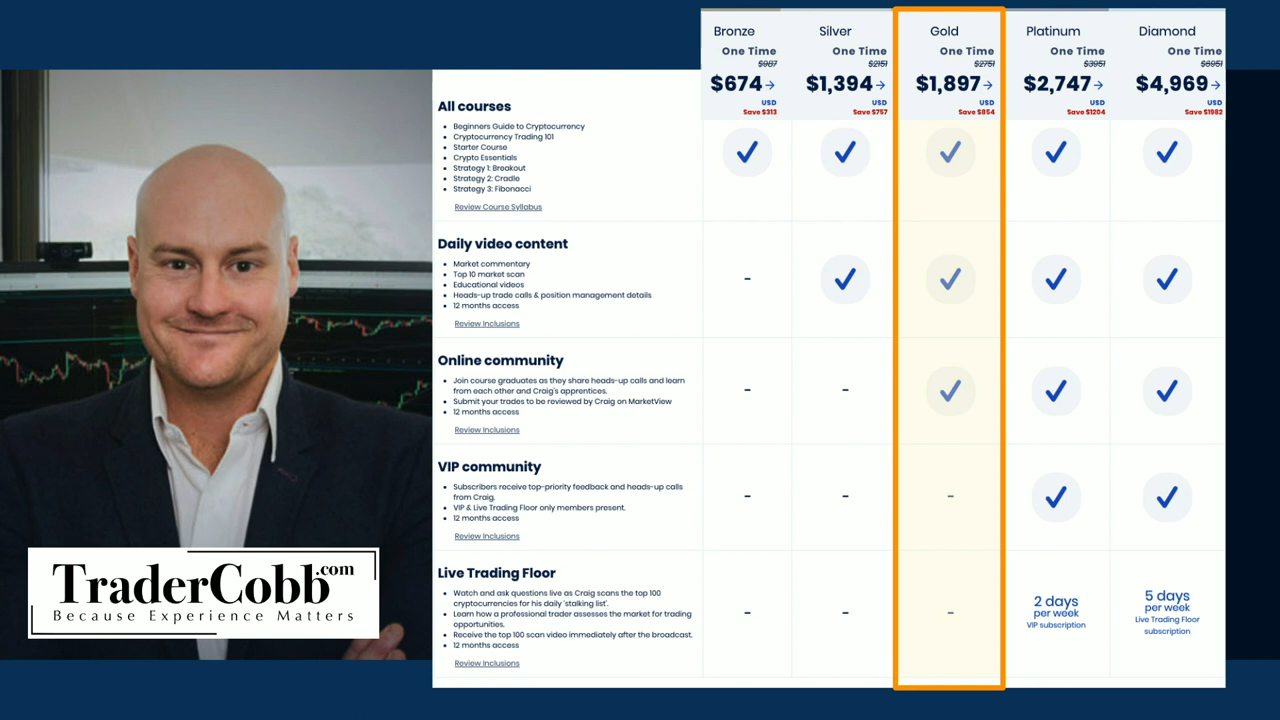 Bronze
One Time
$987
$674→
USD
Save $313
Silver
One Time
$2151
$1,394→
USD
Save $757
Gold
One Time
$2751
$1,897→
USD
Save $854
Platinum
One Time
$3951
$2,747→
USD
Save $1204
Diamond
One Time
$6951
$4,969→
USD
Save $1982
All courses
• Beginners Guide to Cryptocurrency
• Cryptocurrency Trading 101
• Starter Course
• Crypto Essentials
• Strategy 1: Breakout
• Strategy 2: Cradle
• Strategy 3: Fibonacci
Review Course Syllabus
Daily video content
• Market commentary
• Top 10 market scan
• Educational videos
• Heads-up trade calls & position management details
• 12 months access
Review Inclusions
-
Online community
• Join course graduates as they share heads-up calls and learn
from each other and Craig's apprentices.
• Submit your trades to be reviewed by Craig on MarketView
• 12 months access
Review Inclusions
- -
VIP community
• Subscribers receive top-priority feedback and heads-up calls
from Craig.
• VIP & Live Trading Floor only members present.
• 12 months access
Review Inclusions
- - -
Live Trading Floor
• Watch and ask questions live as Craig scans the top 100
cryptocurrencies for his daily 'stalking list'.
• Learn how a professional trader assesses the market for trading
opportunities.
• Receive the top 100 scan video immediately after the broadcast.
• 12 months access
Review Inclusions
- - -
2 days
per week
VIP subscription
5 days
per week
Live Trading Floor
subscription
TraderCobb.com
Because Experience Matters